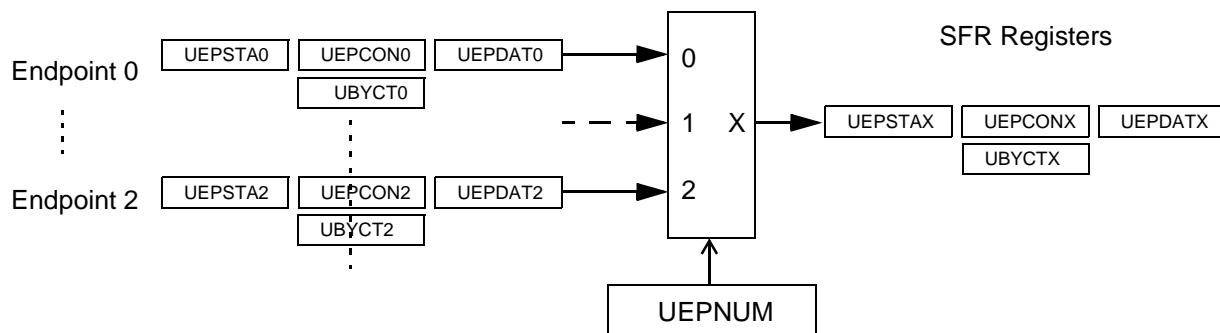 SFR Registers
Endpoint 0
UEPSTA0 UEPCON0 UEPDAT0
UBYCT0
0
1 X
2
UEPSTAX UEPCONX UEPDATX
UBYCTX
Endpoint 2
UEPSTA2 UEPCON2 UEPDAT2
UBYCT2
UEPNUM